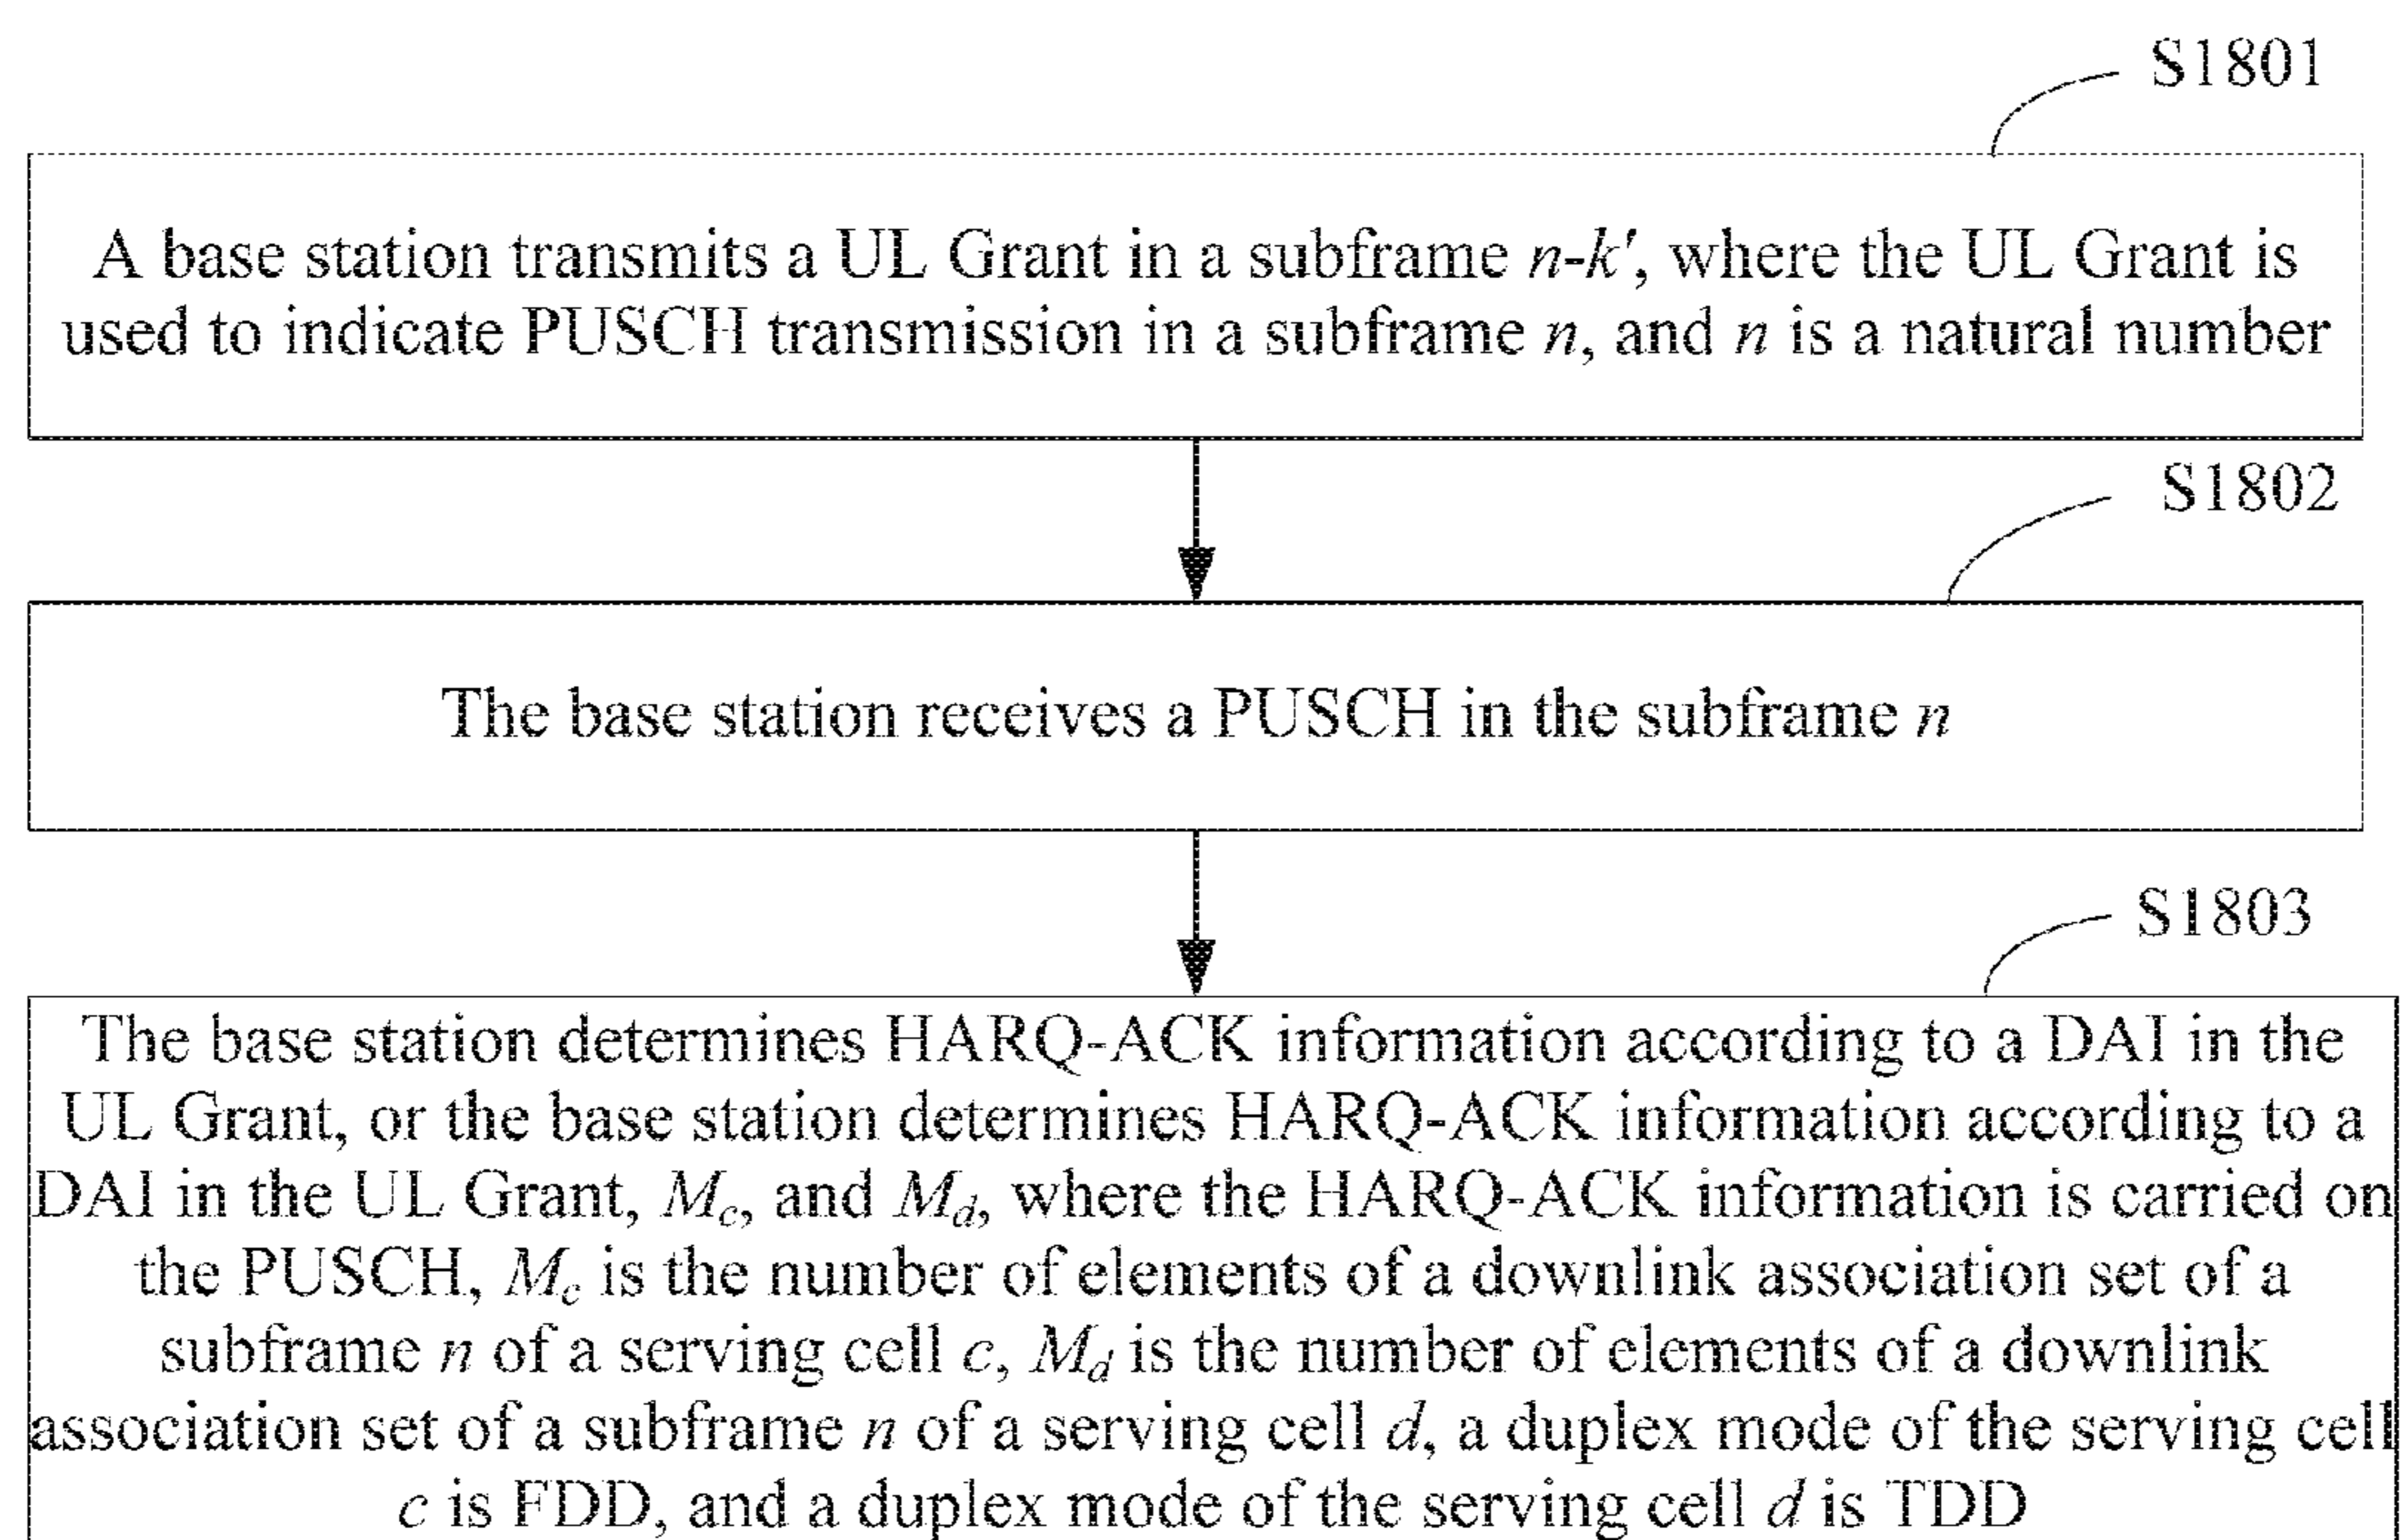 S1801
A base station transmits a UL Grant in a subframe n-k', where the UL Grant is
used to indicate PUSCH transmission in a subframe n, and n is a natural number
S1802
The base station receives a PUSCH in the subframe n
S1803
The base station determines HARQ-ACK information according to a DAI in the
UL Grant, or the base station determines HARQ-ACK information according to a
DAI in the UL Grant, Mc, and Md, where the HARQ-ACK information is carried on
the PUSCH, Mc is the number of elements of a downlink association set of a
subframe n of a serving cell c, Md is the number of elements of a downlink
association set of a subframe n of a serving cell d, a duplex mode of the serving cell
c is FDD, and a duplex mode of the serving cell d is TDD